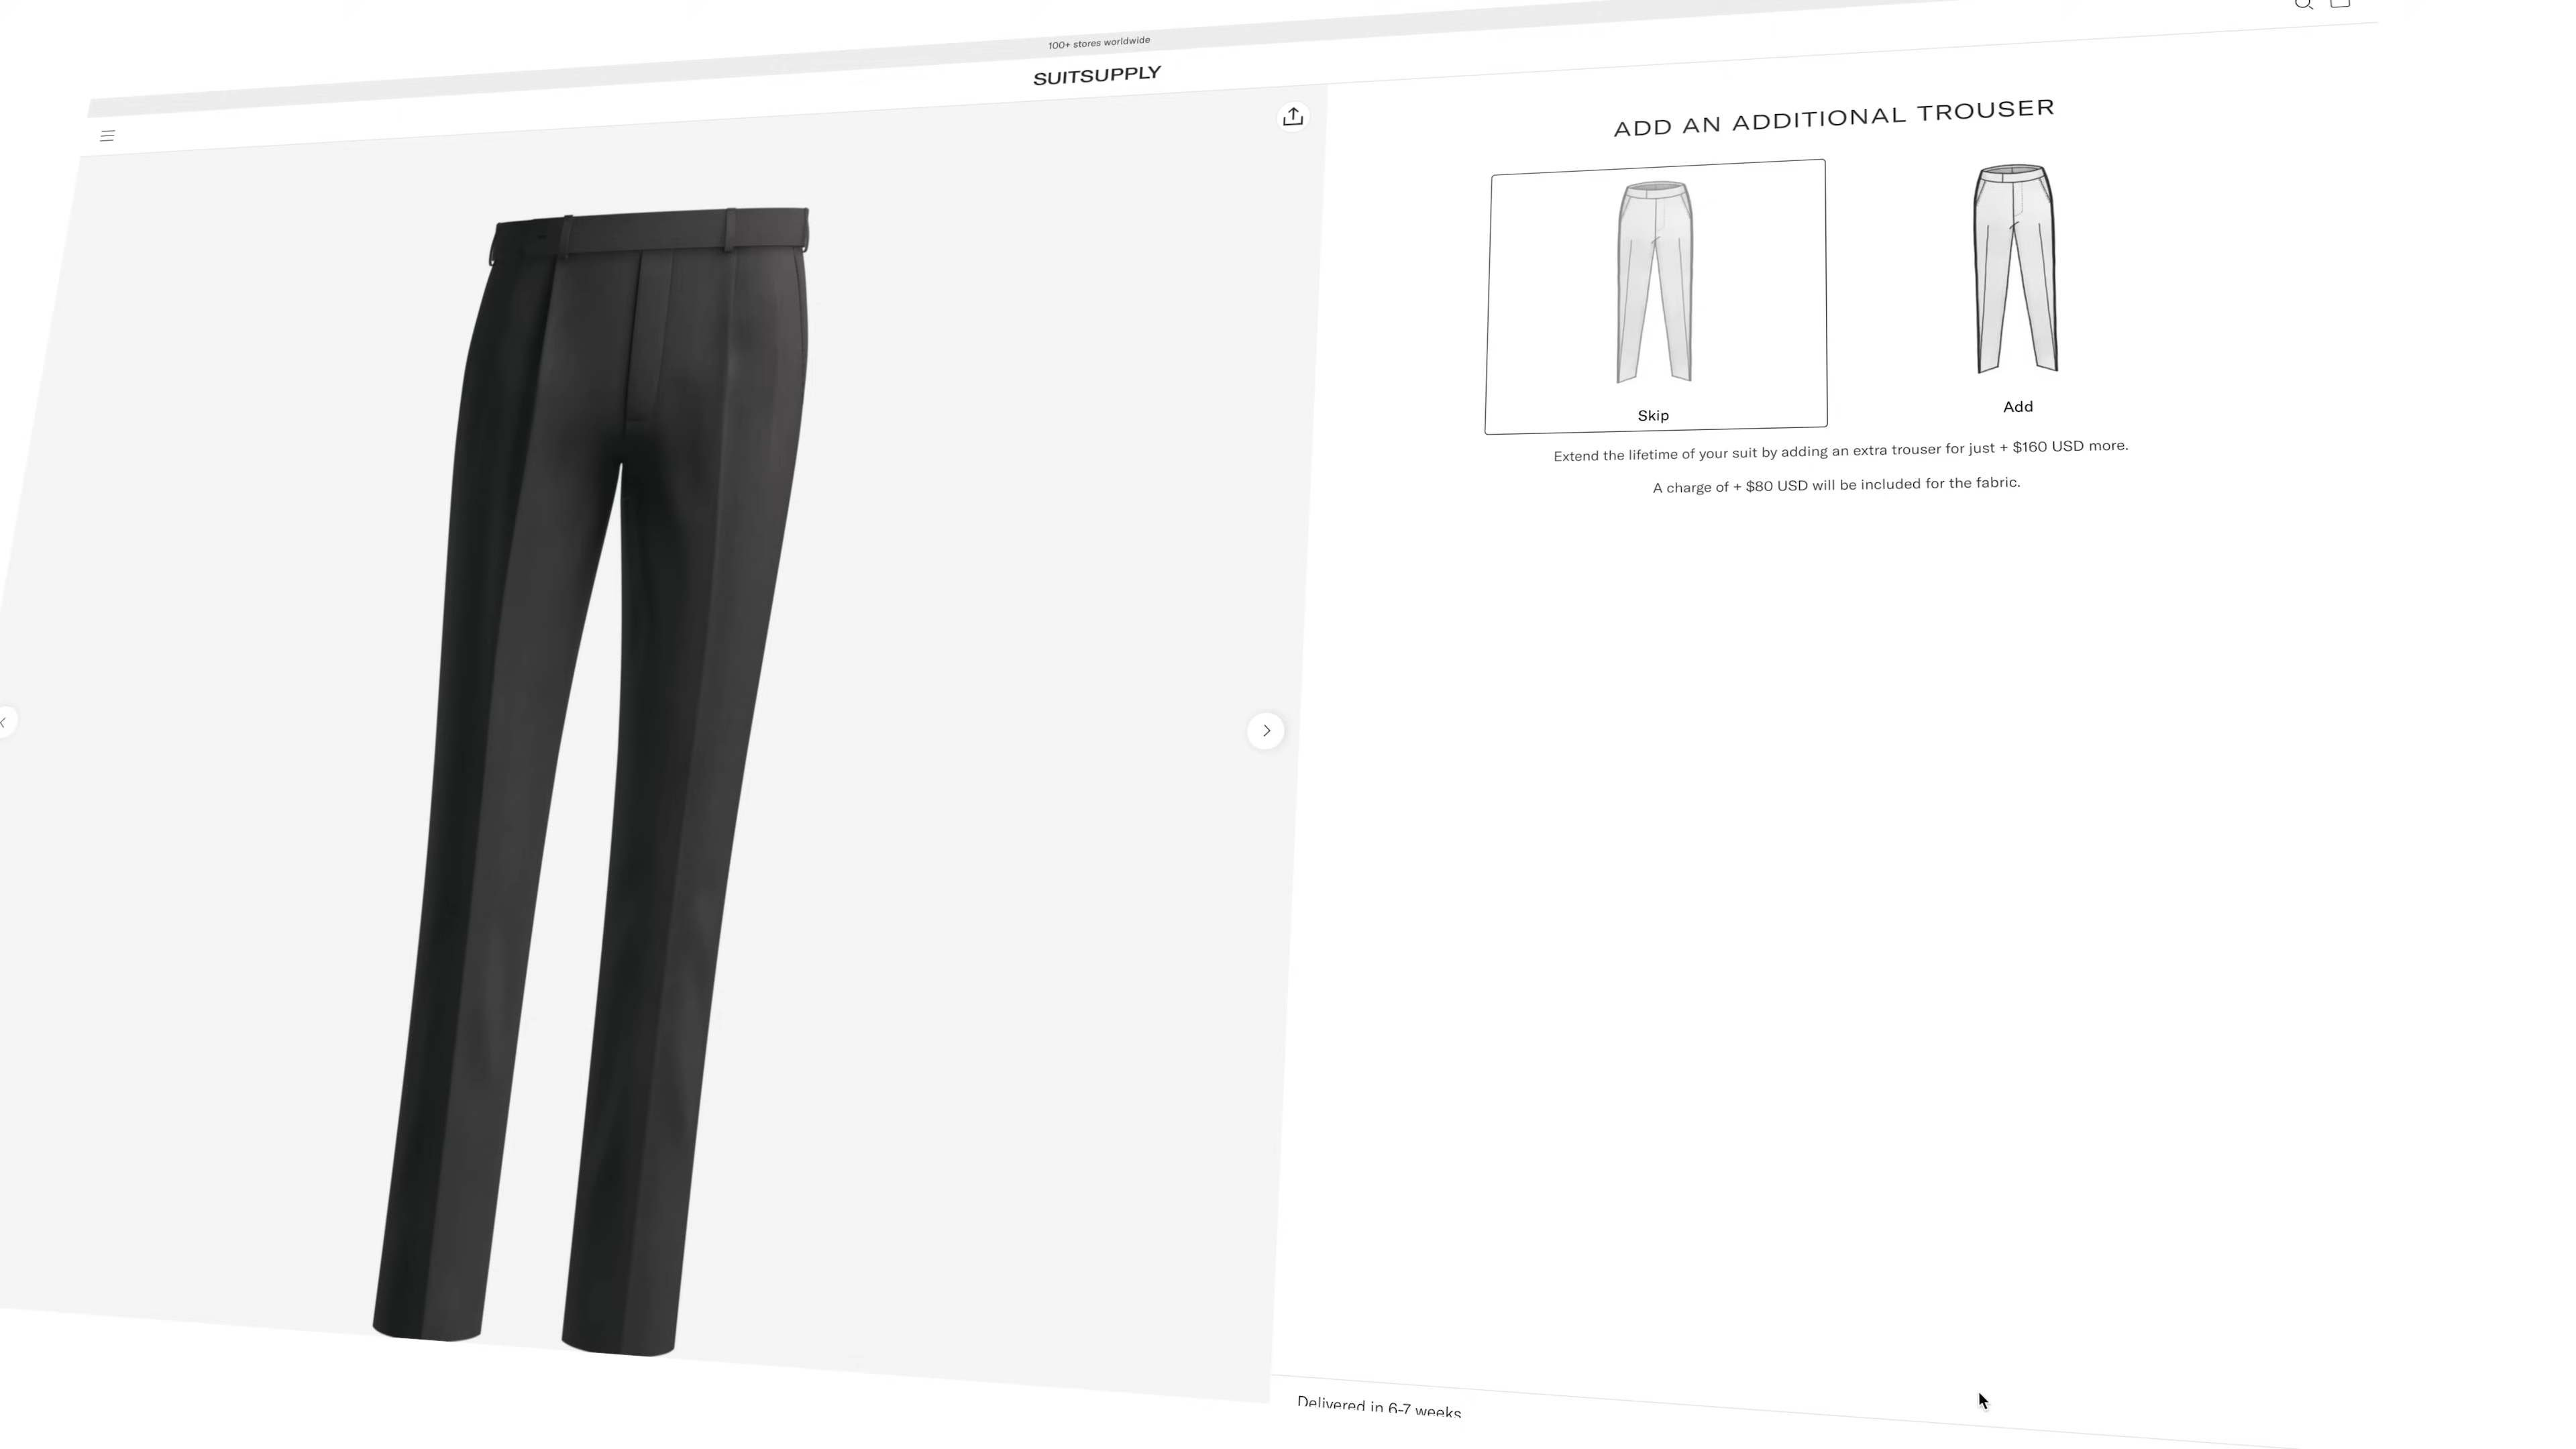 100+ stores worldwide
SUITSUPPLY
ADD AN ADDITIONAL TROUSER
Skip
Add
Extend the lifetime of your suit by adding an extra trouser for just + $160 USD more.
A charge of + $80 USD will be included for the fabric.
Delivered in 6-7 weeks